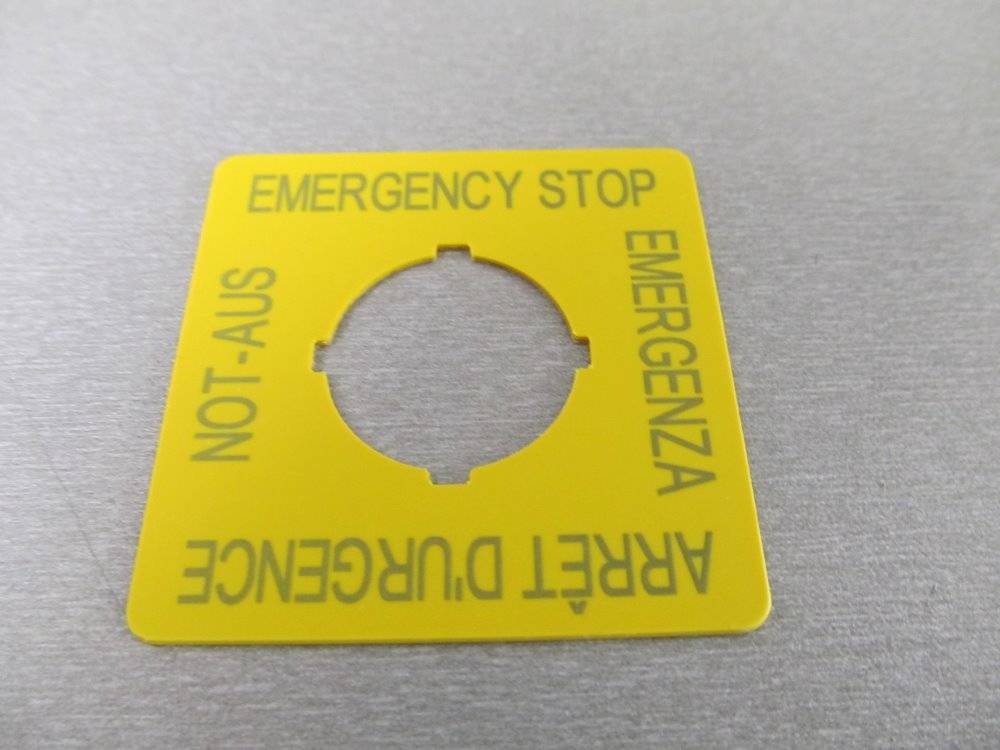 EMERGENCY STOP
EMERGENZA
ARRÊT D'URGENCE
NOT-AUS